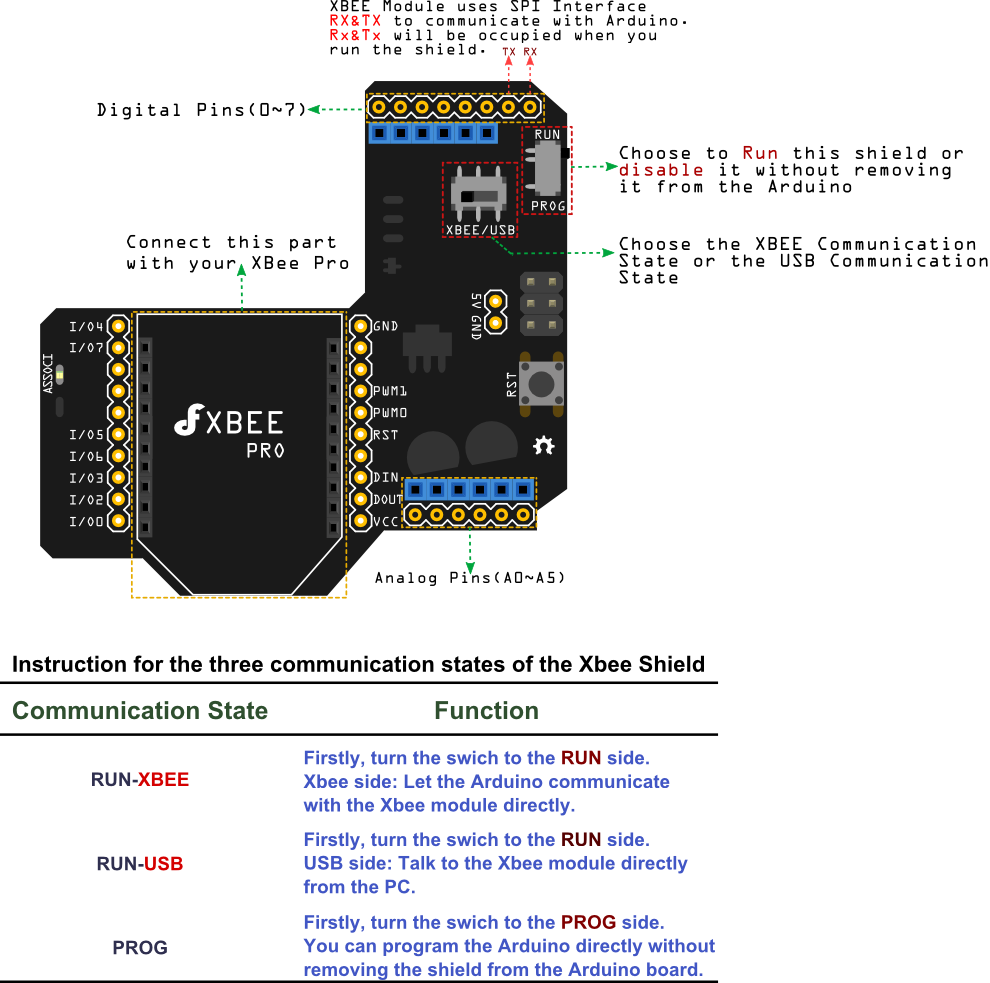 XBEE Module uses SPI Interface
RX&TX to communicate with Arduino.
Rx&Tx will be occupied when you
run the shield.
TX RX
Digital Pins(0~7)
RUN
PROG
XBEE/USB
Choose to Run this shield or
disable it without removing
it from the Arduino
Choose the XBEE Communication
State or the USB Communication
State
Connect this part
with your XBee Pro
5V GND
RST
ASSOCI
I/04
I/07
I/05
I/06
I/03
I/02
I/00
XBEE
PRO
GND
PWM1
PWM0
RST
DIN
DOUT
VCC
Analog Pins(A0~A5)
Instruction for the three communication states of the Xbee Shield
Communication State Function
RUN-XBEE
Firstly, turn the swich to the RUN side.
Xbee side: Let the Arduino communicate
with the Xbee module directly.
RUN-USB
Firstly, turn the swich to the RUN side.
USB side: Talk to the Xbee module directly
from the PC.
PROG
Firstly, turn the swich to the PROG side.
You can program the Arduino directly without
removing the shield from the Arduino board.